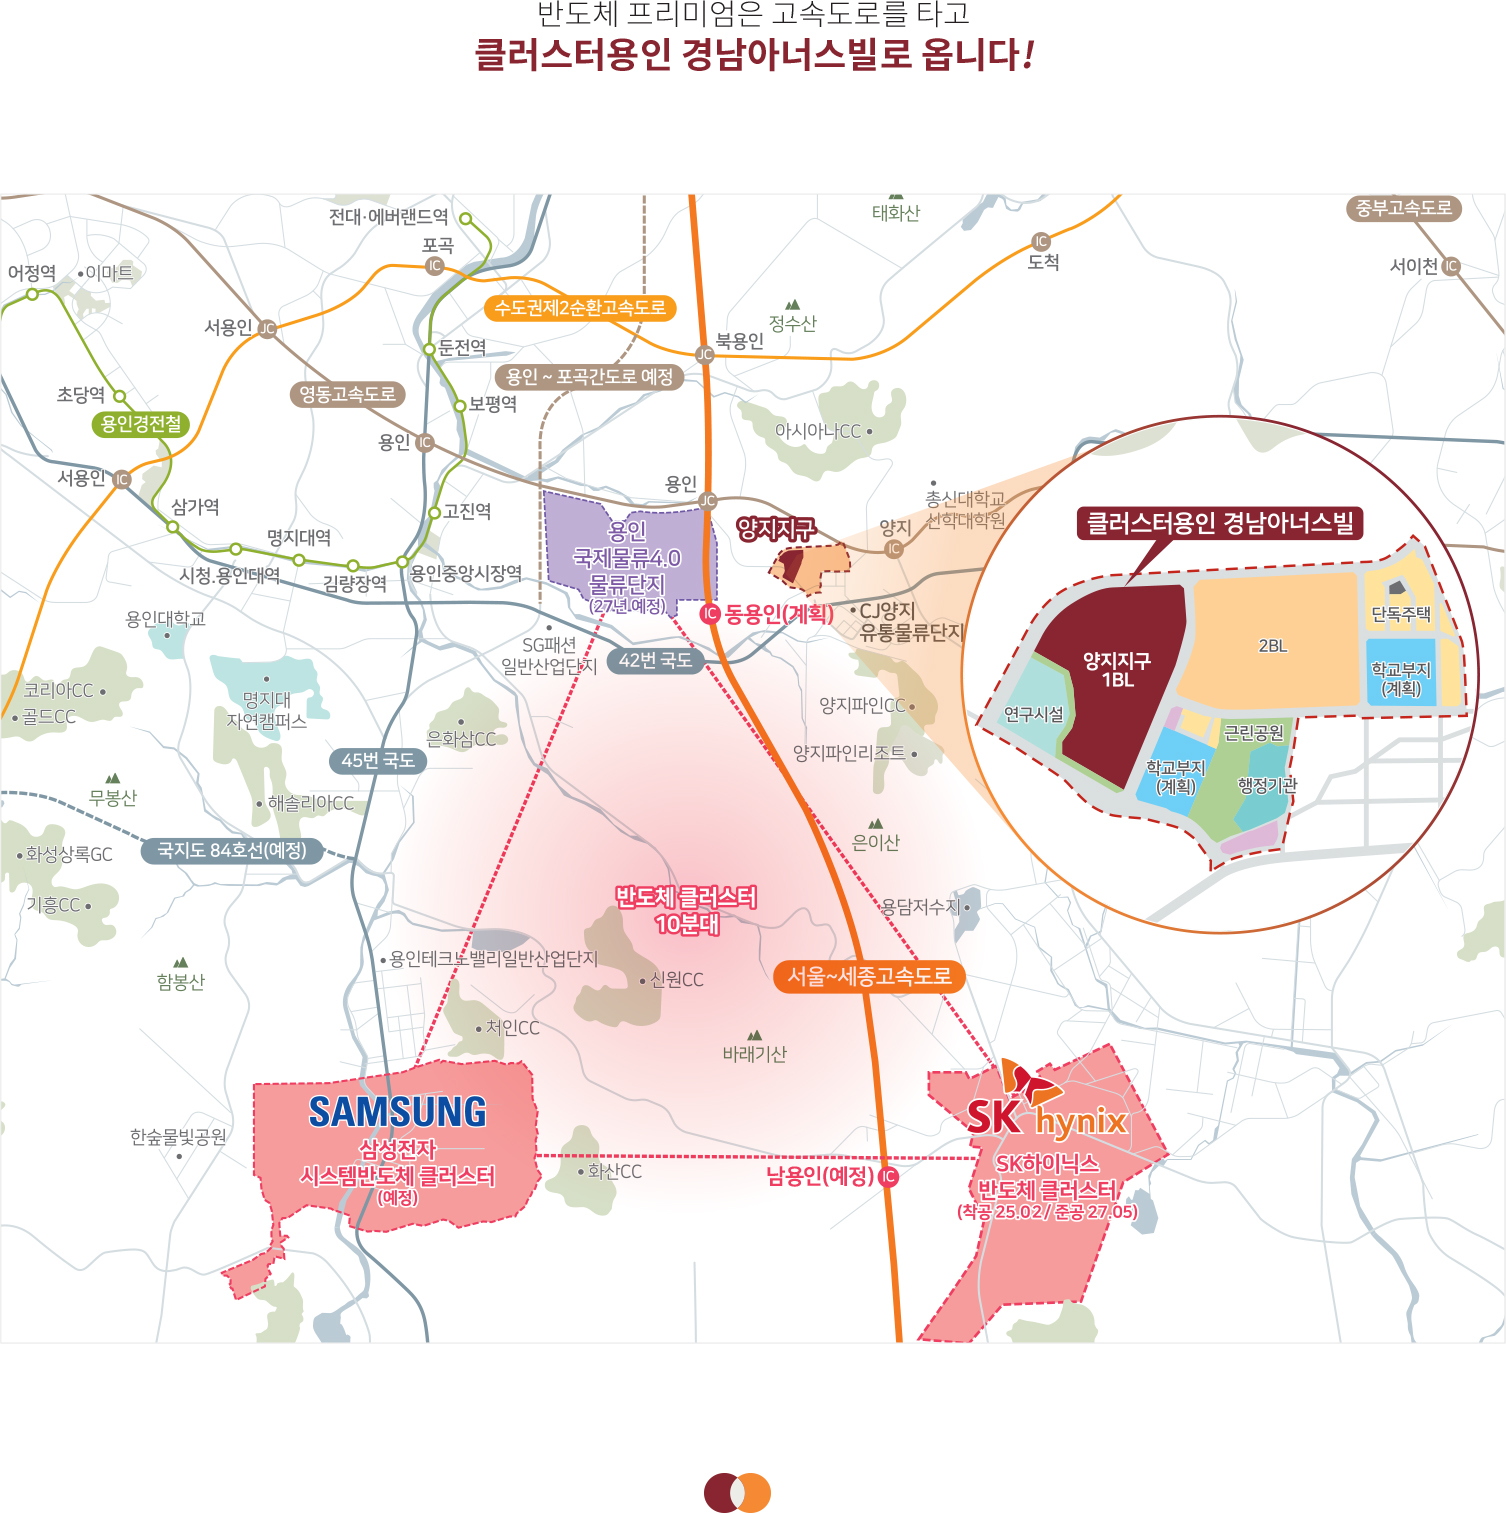 반도체 프리미엄은 고속도로를 타고
클러스터용인 경남아너스빌로 옵니다!
전대·에버랜드역
태화산
중부고속도로
포곡
IC
IC
도척
어정역
이마트
서이천
IC
수도권제2순환고속도로
정수산
서용인
JC
북용인
JC
둔전역
용인 ~ 포곡간도로 예정
영동고속도로
초당역
보평역
용인경전철
아시아나CC
용인
IC
서용인
IC
용인
JC
총신대학교
신학대학원
삼가역
고진역
양지지구
양지
IC
클러스터용인 경남아너스빌
명지대역
용인
국제물류4.0
물류단지
(27년 예정)
시청.용인대역
김량장역
용인중앙시장역
IC
동용인(계획)
CJ양지
유통물류단지
단독주택
용인대학교
SG패션
일반산업단지
42번 국도
2BL
양지지구
1BL
학교부지
(계획)
코리아CC
골드CC
명지대
자연캠퍼스
은화삼CC
양지파인CC
연구시설
근린공원
45번 국도
양지파인리조트
학교부지
(계획)
행정기관
무봉산
해솔리아CC
은이산
화성상록GC
국지도 84호선(예정)
기흥CC
반도체 클러스터
10분대
용담저수지
용인테크노밸리일반산업단지
함봉산
신원CC
서울~세종고속도로
처인CC
바래기산
SAMSUNG
SK hynix
한숲물빛공원
삼성전자
시스템반도체 클러스터
(예정)
화산CC
남용인(예정)
IC
SK하이닉스
반도체 클러스터
(착공 25.02 / 준공 27.05)